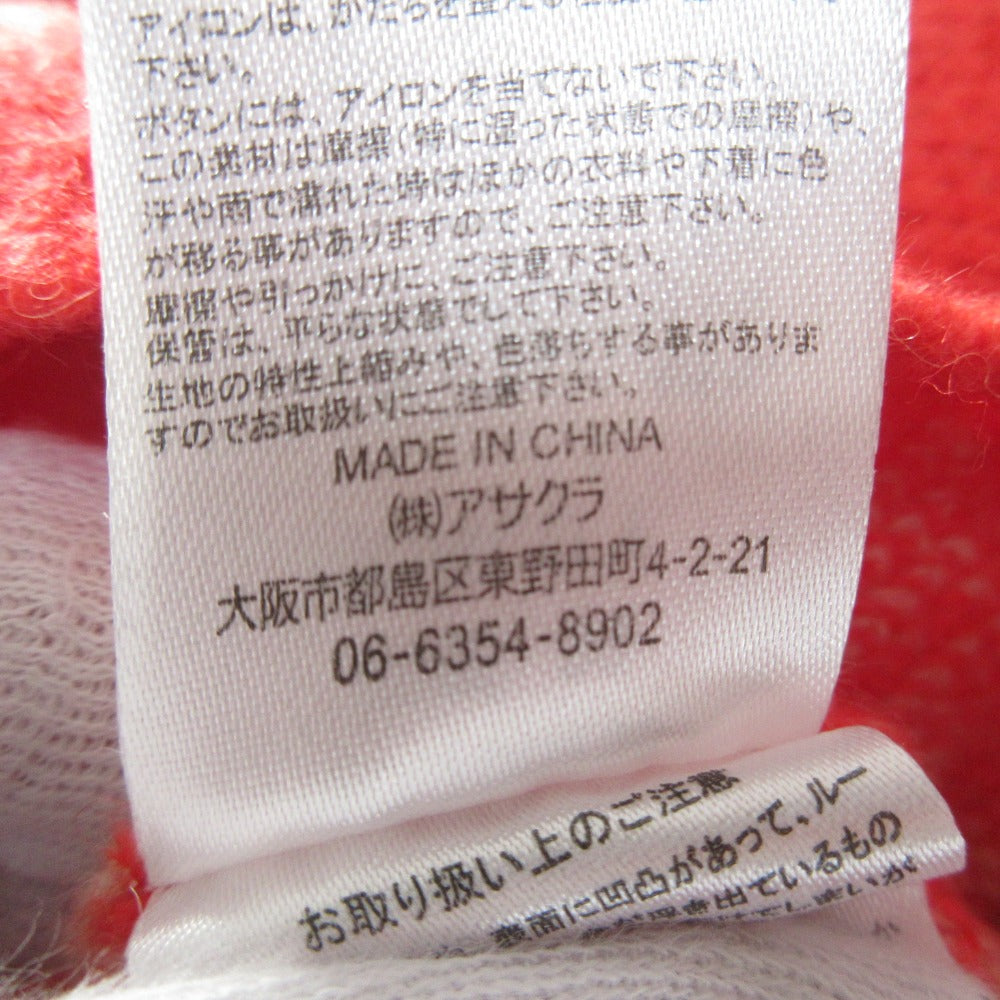 アイロンは、かたちを整える
下さい。
ボタンには、アイロンを当てないで下さい。
この素材は摩擦(特に湿った状態での摩擦)や、
汗や雨で濡れた時はほかの衣料や下着に色
が移る事がありますので、ご注意下さい。
摩擦や引っかけに、ご注意下さい。
保管は、平らな状態でして下さい。
生地の特性上縮みや、色落ちする事がありま
すのでお取扱いにご注意下さい。
MADE IN CHINA
(株)アサクラ
大阪市都島区東野田町4-2-21
06-6354-8902
お取り扱い上のご注意
表面に凹凸があって、ルー
出ているもの